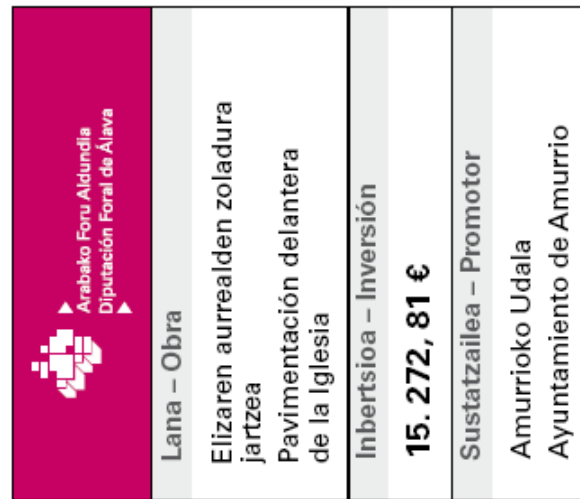 Arabako Foru Aldundia
Diputación Foral de Álava
Lana – Obra
Elizaren aurrealden zoladura
jartzea
Pavimentación delantera
de la Iglesia
Inbertsioa – Inversión
15. 272, 81 €
Sustatzailea – Promotor
Amurrioko Udala
Ayuntamiento de Amurrio